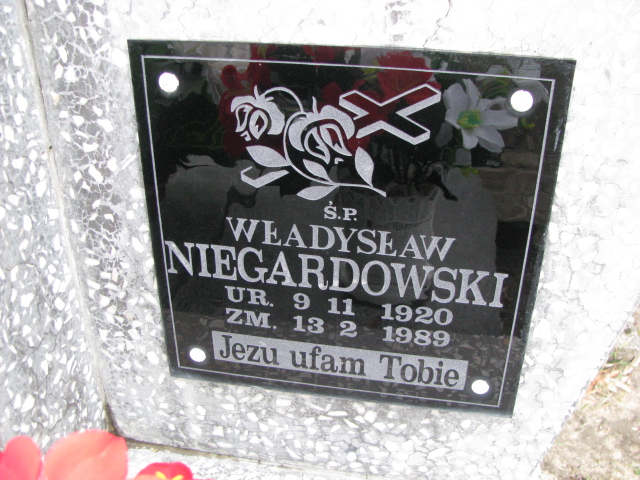 Ś.P.
WŁADYSŁAW
NIEGARDOWSKI
UR. 9 11 1920
ZM. 13 2 1989
Jezu ufam Tobie